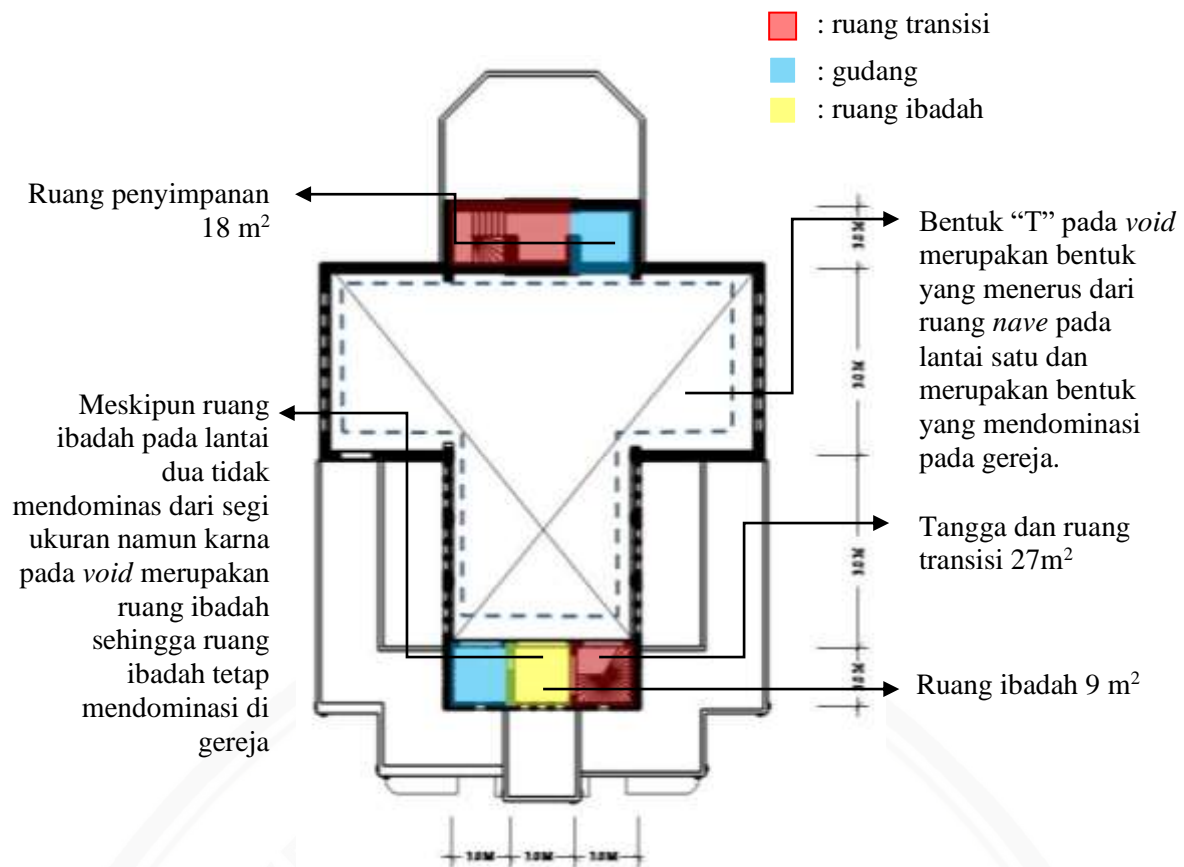 : ruang transisi
: gudang
: ruang ibadah
Ruang penyimpanan
18 m²
Meskipun ruang
ibadah pada lantai
dua tidak
mendominas dari segi
ukuran namun karna
pada void merupakan
ruang ibadah
sehingga ruang
ibadah tetap
mendominasi di
gereja
Bentuk “T” pada void
merupakan bentuk
yang menerus dari
ruang nave pada
lantai satu dan
merupakan bentuk
yang mendominasi
pada gereja.
Tangga dan ruang
transisi 27m²
Ruang ibadah 9 m²